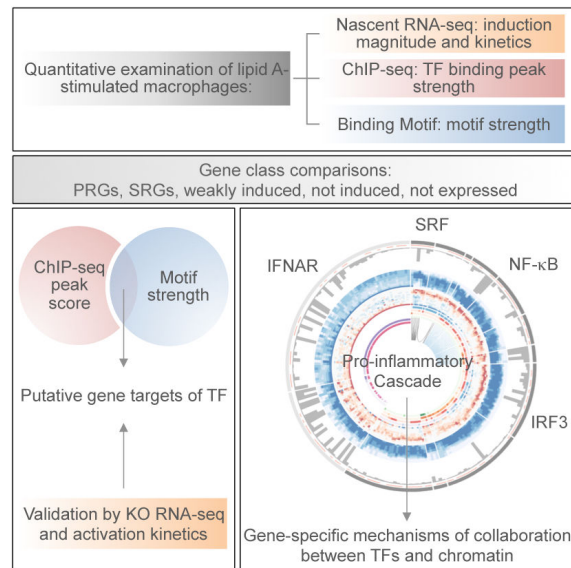 Quantitative examination of lipid A-
stimulated macrophages:
Nascent RNA-seq: induction
magnitude and kinetics
ChIP-seq: TF binding peak
strength
Binding Motif: motif strength
Gene class comparisons:
PRGs, SRGs, weakly induced, not induced, not expressed
ChIP-seq
peak
score
Motif
strength
Putative gene targets of TF
Validation by KO RNA-seq
and activation kinetics
SRF
IFNAR
NF-κB
IRF3
Pro-inflammatory
Cascade
Gene-specific mechanisms of collaboration
between TFs and chromatin